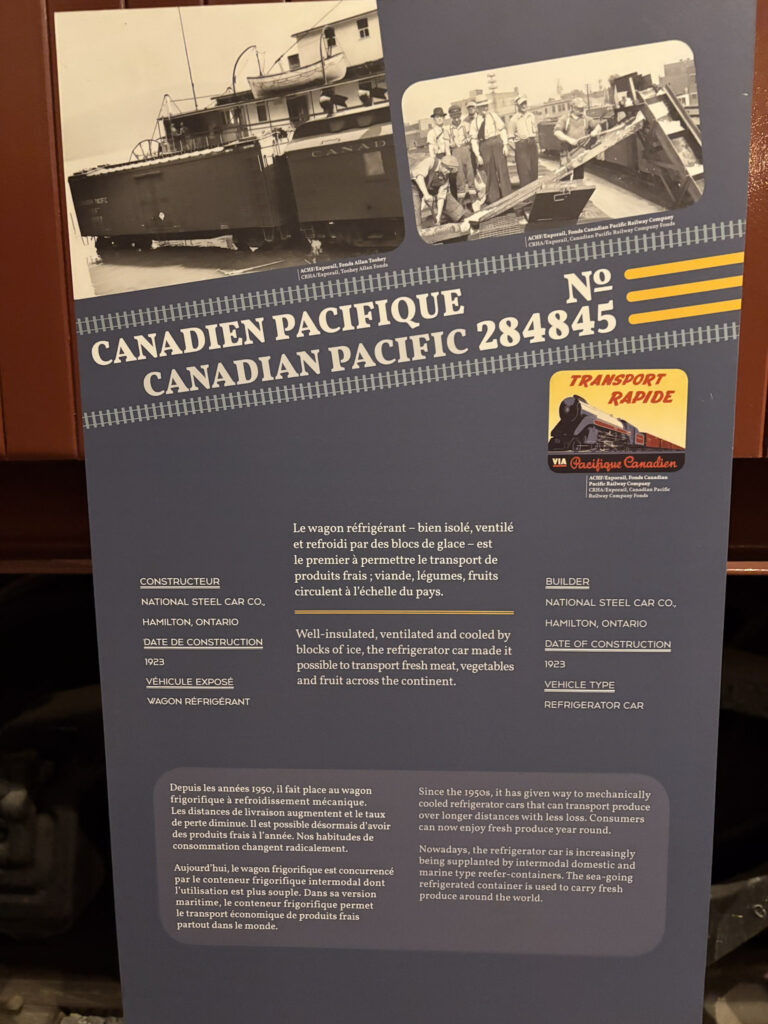 CANAD
ACHF/Exporail, Fonds Allan Toohey
CRHA/Exporail, Toohey Allan Fonds
ACHF/Exporail, Fonds Canadian Pacific Railway Company
CRHA/Exporail, Canadian Pacific Railway Company Fonds
CANADIEN PACIFIQUE
CANADIAN PACIFIC
Nº
284845
TRANSPORT
RAPIDE
VIA Pacifique Canadien
ACHF/Exporail, Fonds Canadian
Pacific Railway Company
CRHA/Exporail, Canadian Pacific
Railway Company Fonds
Le wagon réfrigérant – bien isolé, ventilé
et refroidi par des blocs de glace – est
le premier à permettre le transport de
produits frais ; viande, légumes, fruits
circulent à l'échelle du pays.
Well-insulated, ventilated and cooled by
blocks of ice, the refrigerator car made it
possible to transport fresh meat, vegetables
and fruit across the continent.
CONSTRUCTEUR
NATIONAL STEEL CAR CO.,
HAMILTON, ONTARIO
DATE DE CONSTRUCTION
1923
VÉHICULE EXPOSÉ
WAGON RÉFRIGÉRANT
BUILDER
NATIONAL STEEL CAR CO.,
HAMILTON, ONTARIO
DATE OF CONSTRUCTION
1923
VEHICLE TYPE
REFRIGERATOR CAR
Depuis les années 1950, il fait place au wagon
frigorifique à refroidissement mécanique.
Les distances de livraison augmentent et le taux
de perte diminue. Il est possible désormais d'avoir
des produits frais à l'année. Nos habitudes de
consommation changent radicalement.
Aujourd'hui, le wagon frigorifique est concurrencé
par le conteneur frigorifique intermodal dont
l'utilisation est plus souple. Dans sa version
maritime, le conteneur frigorifique permet
le transport économique de produits frais
partout dans le monde.
Since the 1950s, it has given way to mechanically
cooled refrigerator cars that can transport produce
over longer distances with less loss. Consumers
can now enjoy fresh produce year round.
Nowadays, the refrigerator car is increasingly
being supplanted by intermodal domestic and
marine type reefer-containers. The sea-going
refrigerated container is used to carry fresh
produce around the world.